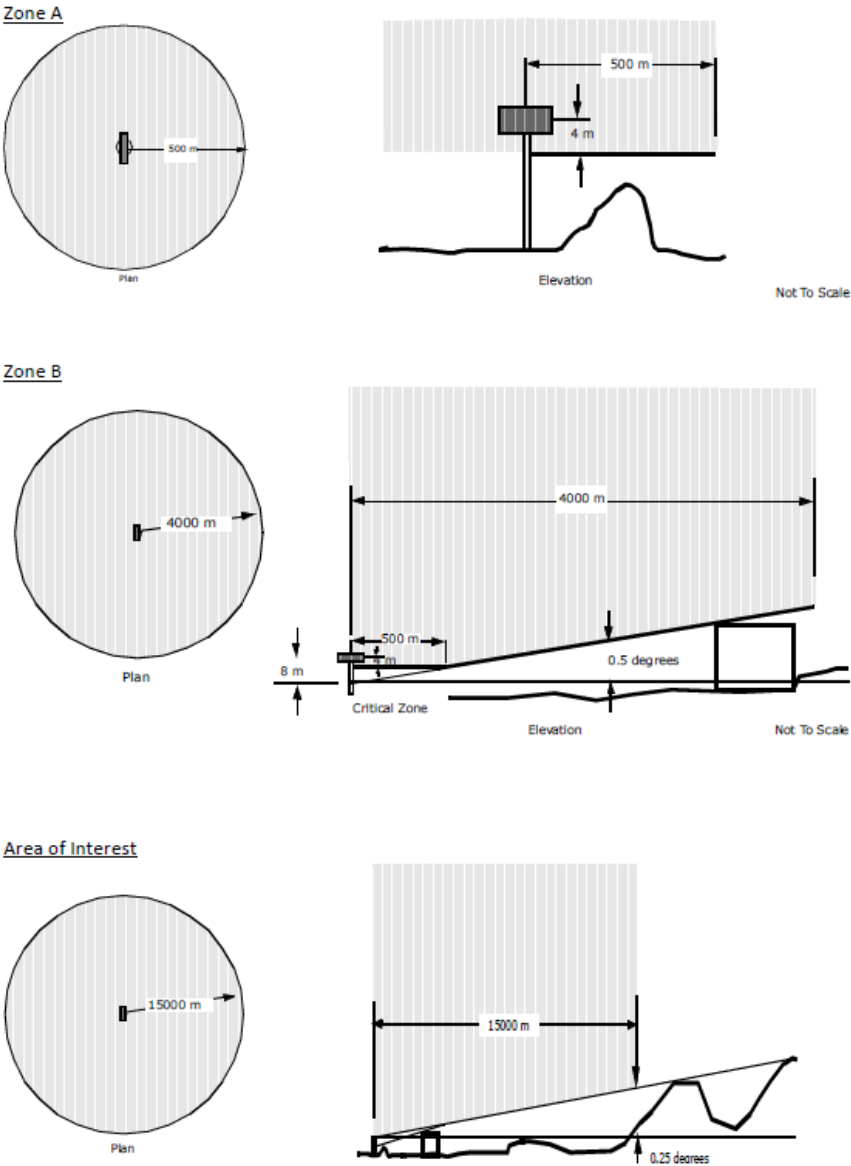 Zone A
500 m
4 m
500 m
Plan
Elevation
Not To Scale
Zone B
4000 m
4000 m
500 m
8 m
0.5 degrees
Plan
Critical Zone
Elevation
Not To Scale
Area of Interest
15000 m
15000 m
Plan
0.25 degrees